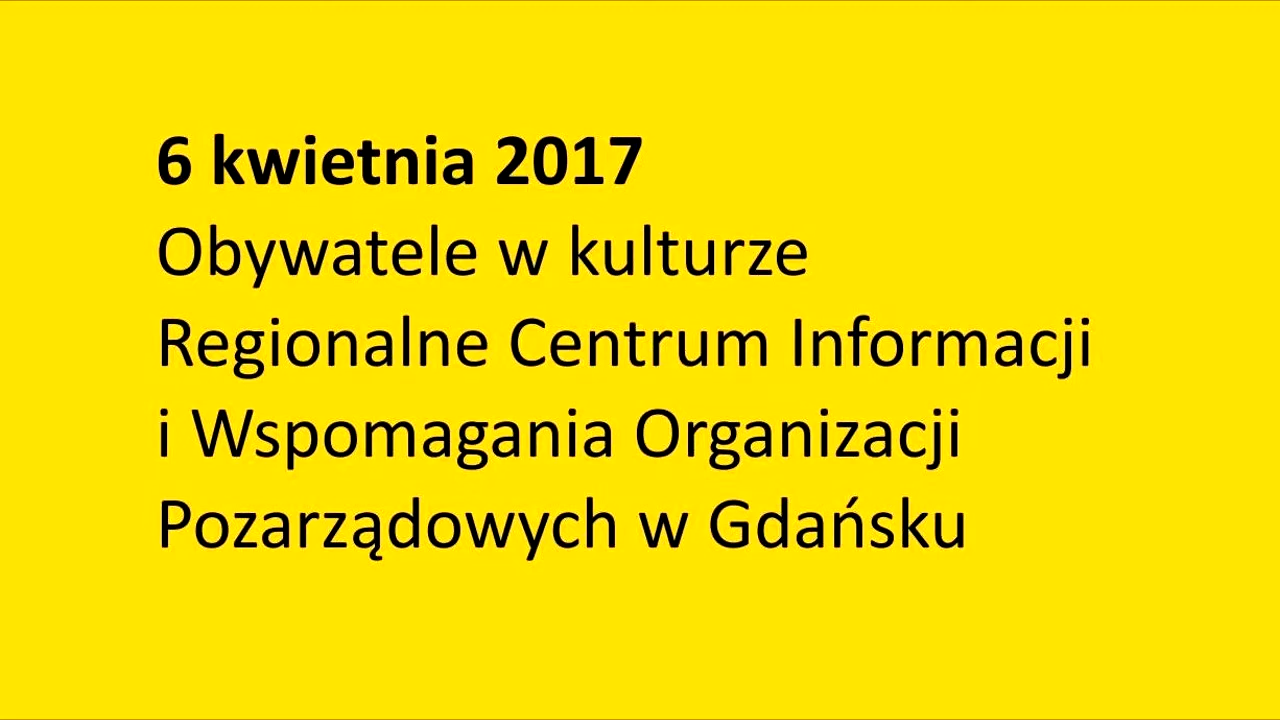 6 kwietnia 2017
Obywatele w kulturze
Regionalne Centrum Informacji
i Wspomagania Organizacji
Pozarządowych w Gdańsku